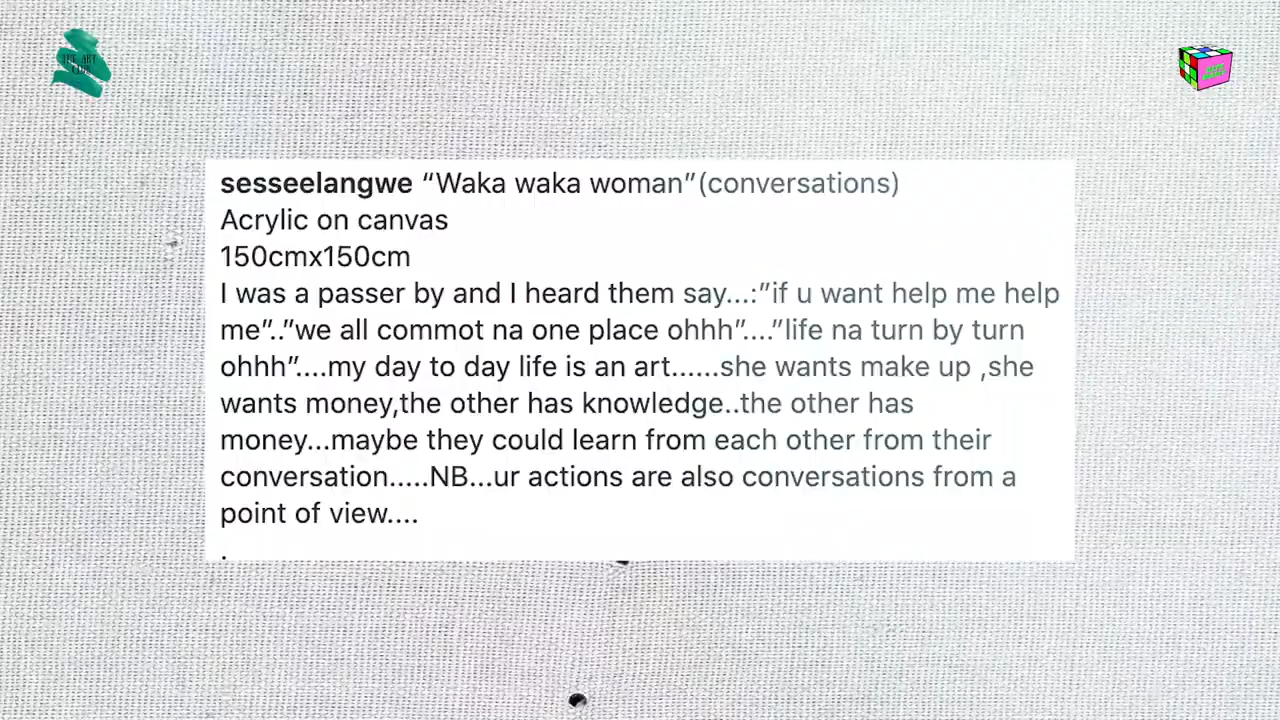 THE ART
CLUB
sesseelangwe “Waka waka woman”(conversations)
Acrylic on canvas
150cmx150cm
I was a passer by and I heard them say...:”if u want help me help
me”..”we all commot na one place ohhh”....”life na turn by turn
ohhh”....my day to day life is an art......she wants make up ,she
wants money,the other has knowledge..the other has
money...maybe they could learn from each other from their
conversation.....NB...ur actions are also conversations from a
point of view....
.